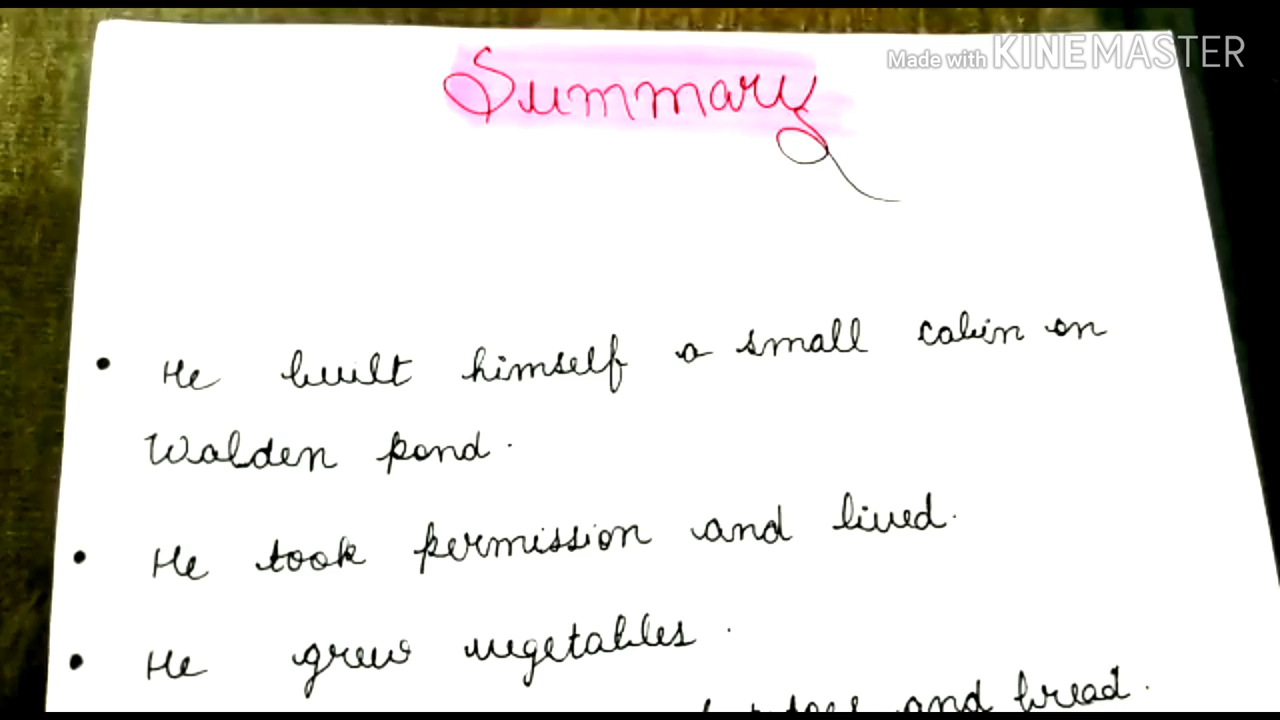 Made with KINEMASTER
Summary
• He built himself a small cabin on
Walden pond.
• He took permission and lived.
• He grew vegetables.
and bread.